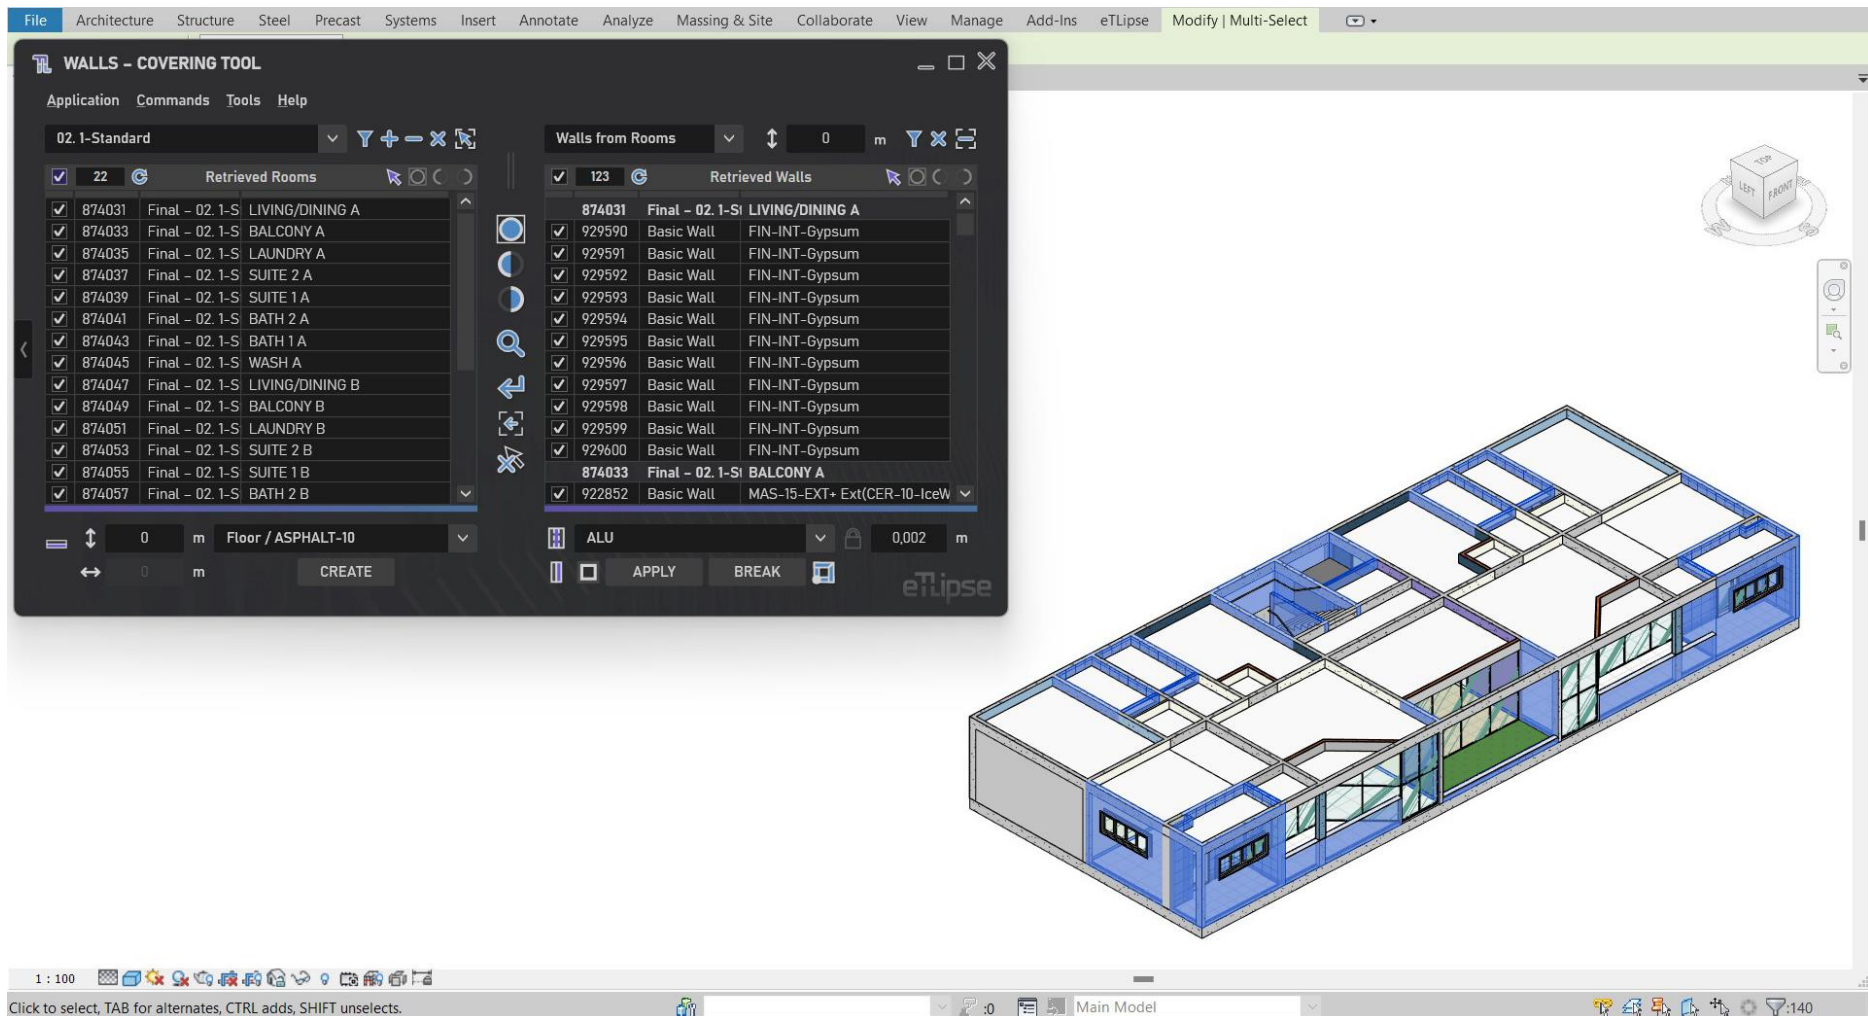 File Architecture Structure Steel Precast Systems Insert Annotate Analyze Massing & Site Collaborate View Manage Add-Ins eTLipse Modify | Multi-Select
WALLS – COVERING TOOL
Application Commands Tools Help
02. 1-Standard
Walls from Rooms 0 m
22 Retrieved Rooms
123 Retrieved Walls
874031 Final – 02. 1-S LIVING/DINING A
874033 Final – 02. 1-S BALCONY A
874035 Final – 02. 1-S LAUNDRY A
874037 Final – 02. 1-S SUITE 2 A
874039 Final – 02. 1-S SUITE 1 A
874041 Final – 02. 1-S BATH 2 A
874043 Final – 02. 1-S BATH 1 A
874045 Final – 02. 1-S WASH A
874047 Final – 02. 1-S LIVING/DINING B
874049 Final – 02. 1-S BALCONY B
874051 Final – 02. 1-S LAUNDRY B
874053 Final – 02. 1-S SUITE 2 B
874055 Final – 02. 1-S SUITE 1 B
874057 Final – 02. 1-S BATH 2 B
874031 Final – 02. 1-St LIVING/DINING A
929590 Basic Wall FIN-INT-Gypsum
929591 Basic Wall FIN-INT-Gypsum
929592 Basic Wall FIN-INT-Gypsum
929593 Basic Wall FIN-INT-Gypsum
929594 Basic Wall FIN-INT-Gypsum
929595 Basic Wall FIN-INT-Gypsum
929596 Basic Wall FIN-INT-Gypsum
929597 Basic Wall FIN-INT-Gypsum
929598 Basic Wall FIN-INT-Gypsum
929599 Basic Wall FIN-INT-Gypsum
929600 Basic Wall FIN-INT-Gypsum
874033 Final – 02. 1-St BALCONY A
922852 Basic Wall MAS-15-EXT+ Ext(CER-10-IceW
0 m Floor / ASPHALT-10
0 m CREATE
ALU 0,002 m
APPLY BREAK
eTLipse
TOP
LEFT FRONT
1 : 100
Click to select, TAB for alternates, CTRL adds, SHIFT unselects.
:0 Main Model :140